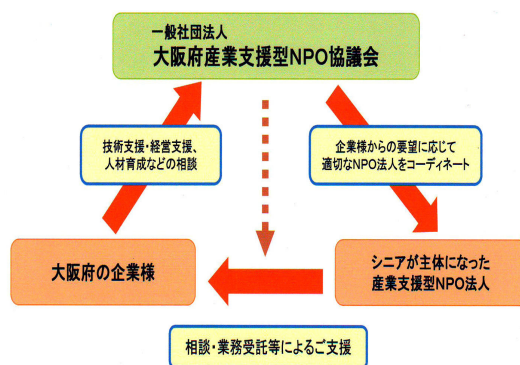 一般社団法人
大阪府産業支援型NPO協議会
技術支援・経営支援、
人材育成などの相談
企業様からの要望に応じて
適切なNPO法人をコーディネート
大阪府の企業様
シニアが主体になった
産業支援型NPO法人
相談・業務受託等によるご支援